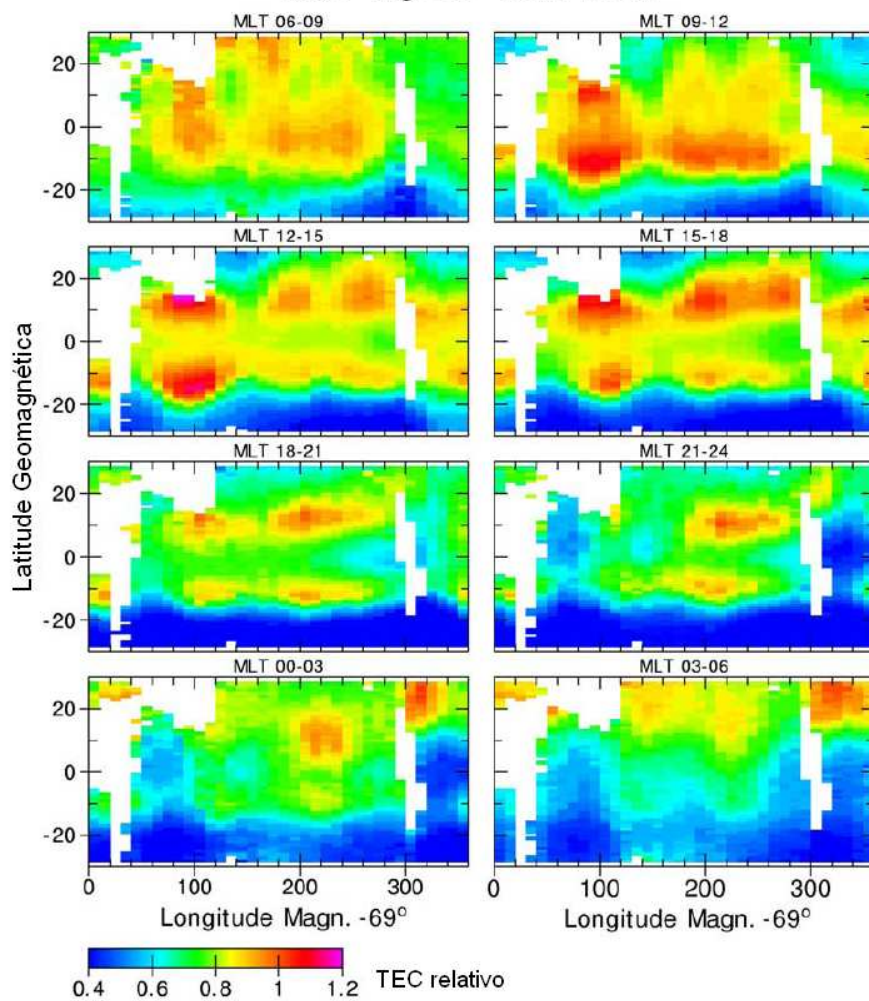 MLT 06-09
MLT 09-12
20
0
-20
MLT 12-15
MLT 15-18
20
0
-20
Latitude Geomagnética
MLT 18-21
MLT 21-24
20
0
-20
MLT 00-03
MLT 03-06
20
0
-20
0 100 200 300
0 100 200 300
Longitude Magn. -69º
Longitude Magn. -69º
0.4 0.6 0.8 1 1.2
TEC relativo